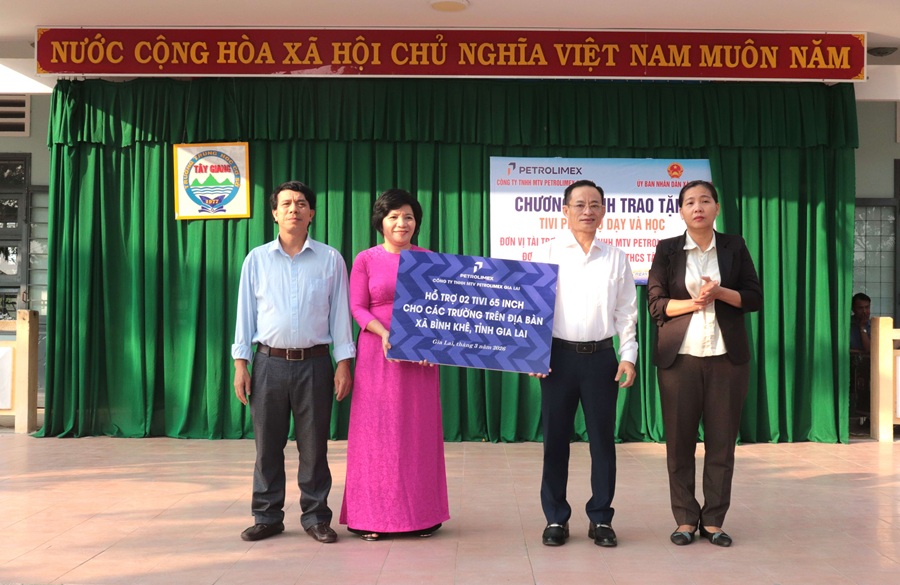 NƯỚC CỘNG HÒA XÃ HỘI CHỦ NGHĨA VIỆT NAM MUÔN NĂM
TÂY GIANG
1977
PETROLIMEX
CÔNG TY TNHH MTV PETROLIMEX
ỦY BAN NHÂN DÂN
TRAO
TIVI
DẠY VÀ HỌC
ĐƠN VỊ TÀI
MTV
THCS
PETROLIMEX
CÔNG TY TNHH MTV PETROLIMEX GIA LAI
HỖ TRỢ 02 TIVI 65 INCH
CHO CÁC TRƯỜNG TRÊN ĐỊA BÀN
XÃ BÌNH KHÊ, TỈNH GIA LAI
Gia Lai, tháng 3 năm 2026